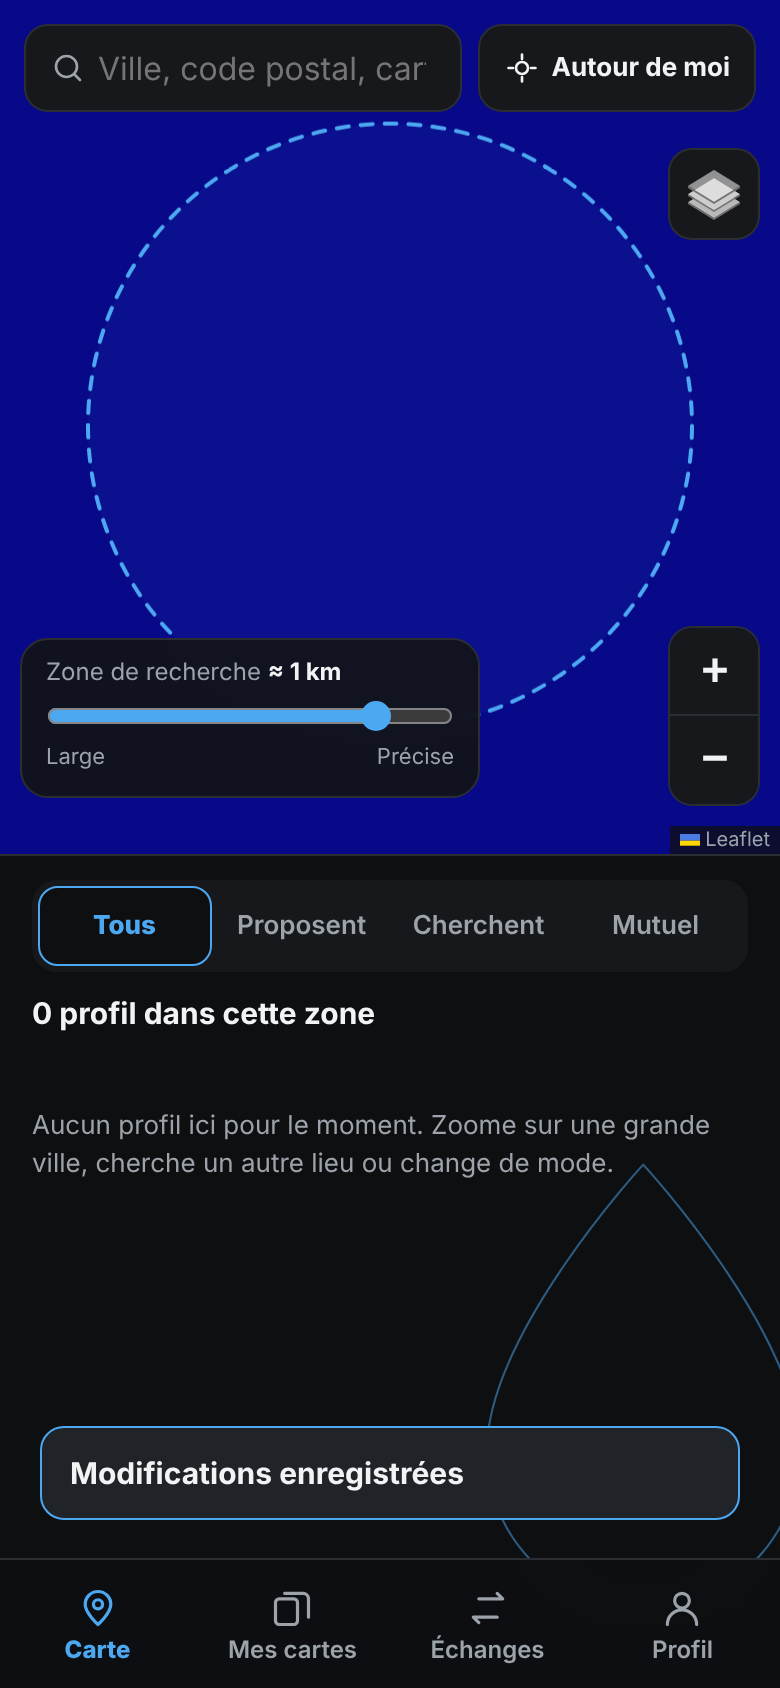 Ville, code postal, car
Autour de moi
Zone de recherche ≈ 1 km
Large
Précise
+
−
Leaflet
Tous
Proposent
Cherchent
Mutuel
0 profil dans cette zone
Aucun profil ici pour le moment. Zoome sur une grande
ville, cherche un autre lieu ou change de mode.
Modifications enregistrées
Carte
Mes cartes
Échanges
Profil